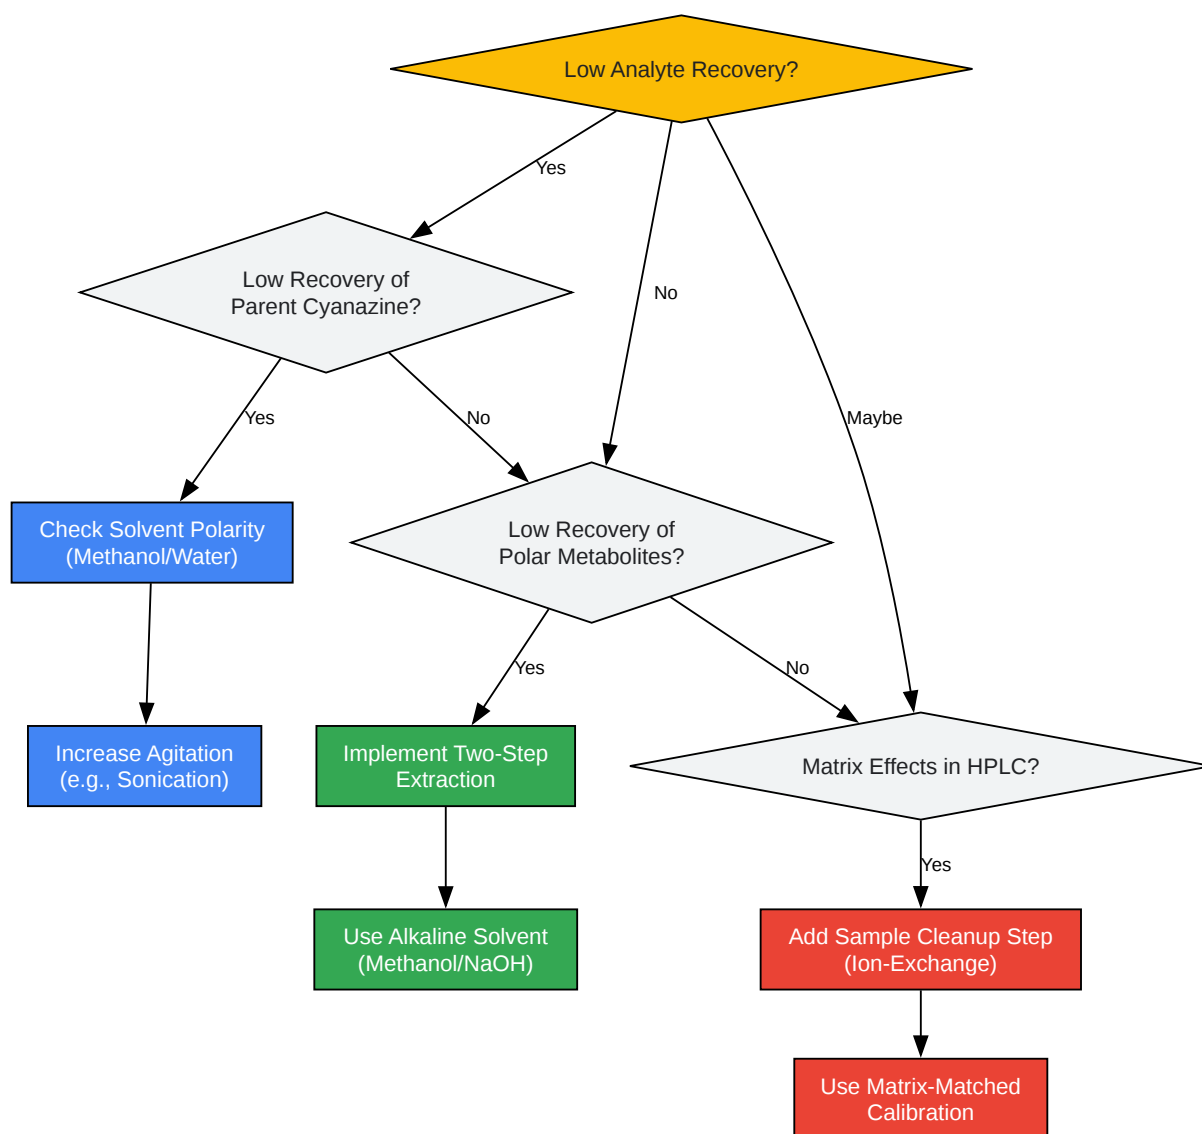 Low Analyte Recovery?
Yes
Low Recovery of
Parent Cyanazine?
No
Yes
No
Maybe
Check Solvent Polarity
(Methanol/Water)
Low Recovery of
Polar Metabolites?
Yes
No
Increase Agitation
(e.g., Sonication)
Implement Two-Step
Extraction
Matrix Effects in HPLC?
Yes
Use Alkaline Solvent
(Methanol/NaOH)
Add Sample Cleanup Step
(Ion-Exchange)
Use Matrix-Matched
Calibration